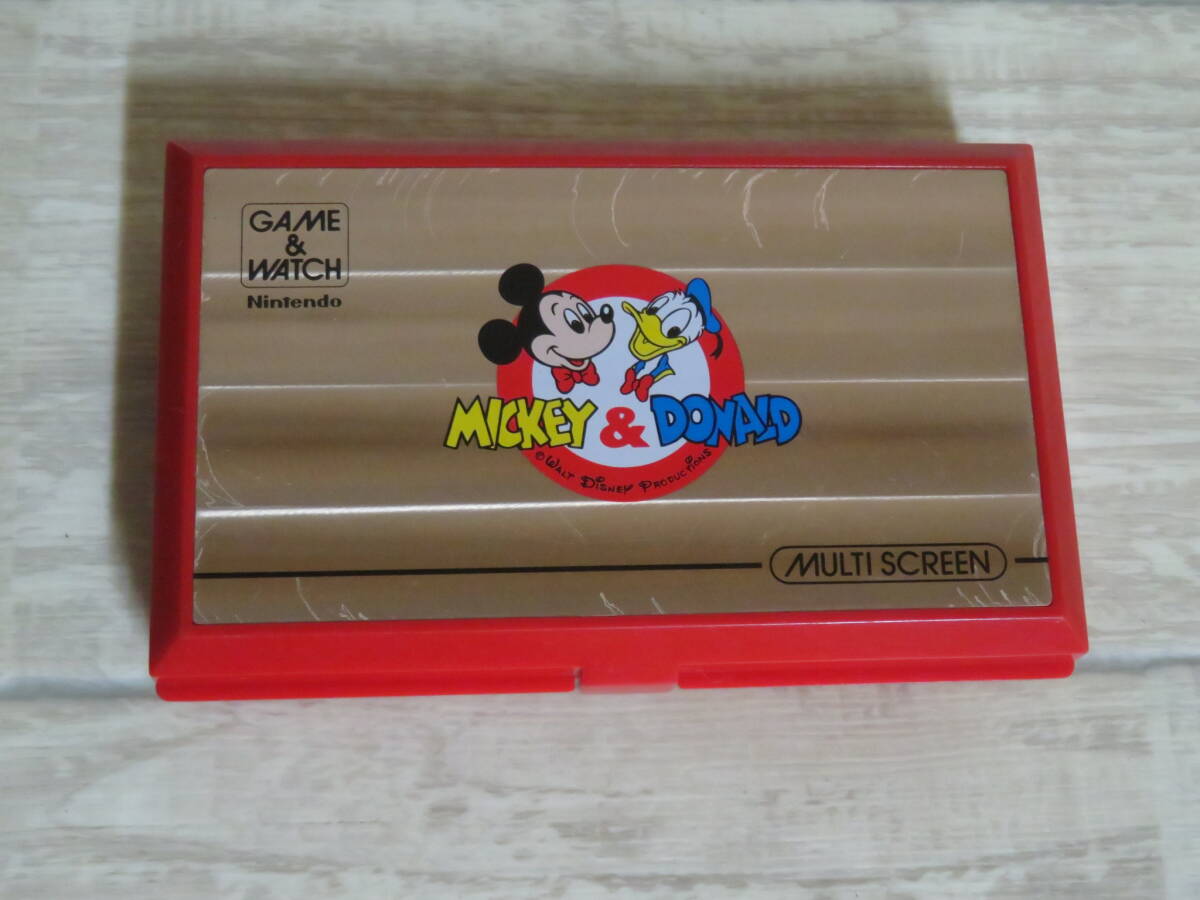 GAME
&
WATCH
Nintendo
MICKEY & DONALD
© WALT DISNEY PRODUCTIONS
MULTI SCREEN